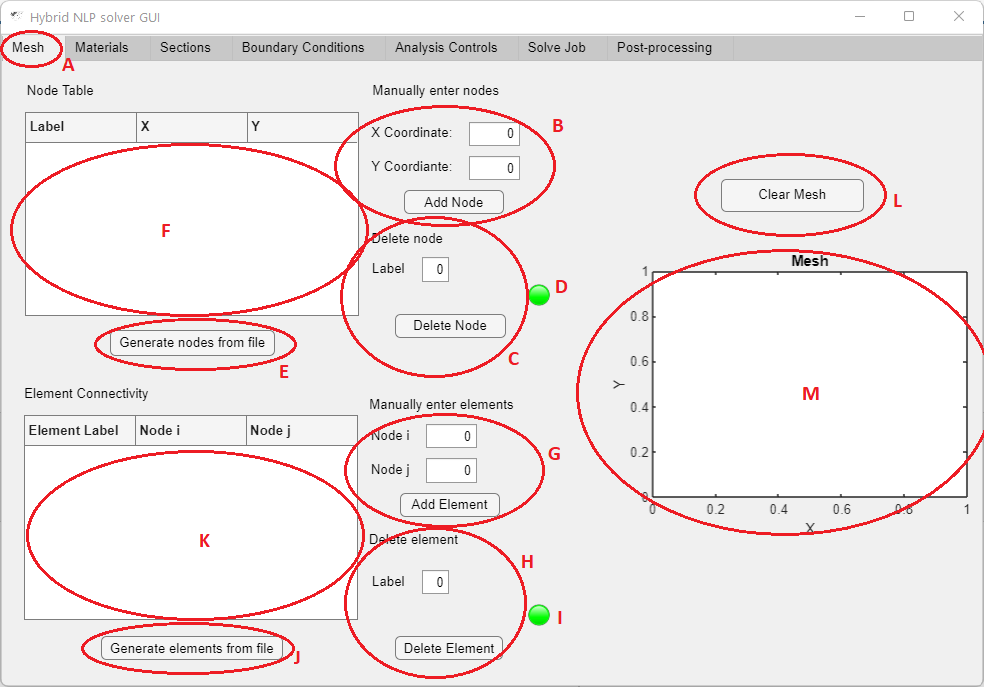 Hybrid NLP solver GUI
Mesh Materials Sections Boundary Conditions Analysis Controls Solve Job Post-processing
A
Node Table
Label X Y
F
Generate nodes from file
E
Manually enter nodes
X Coordinate: 0
B
Y Coordiante: 0
Add Node
Delete node
Label 0
D
Delete Node
C
Element Connectivity
Element Label Node i Node j
K
Generate elements from file
J
Manually enter elements
Node i 0
G
Node j 0
Add Element
Delete element
H
Label 0
I
Delete Element
Clear Mesh
L
Mesh
1
0.8
0.6
Y
0.4
0.2
0
M
0 0.2 0.4 0.6 0.8 1
X